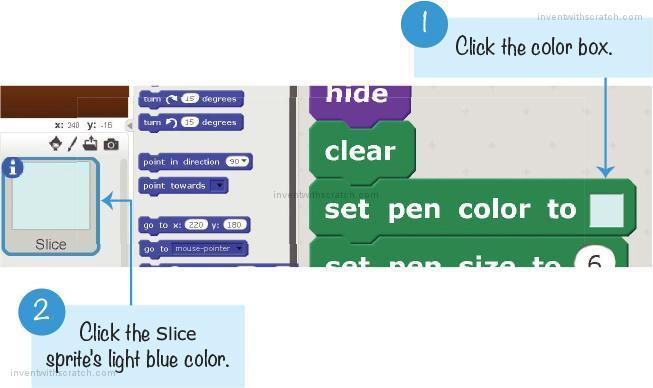 inventwithscratch.com
1
Click the color box.
turn 15 degrees
turn 15 degrees
point in direction 90
point towards
go to x: 220 y: 180
go to mouse-pointer
x: 240 y: -16
Slice
hide
clear
inventwithscratch.com
set pen color to
set pen size to 6
2
Click the Slice
sprite's light blue color.
inventwithscratch.com